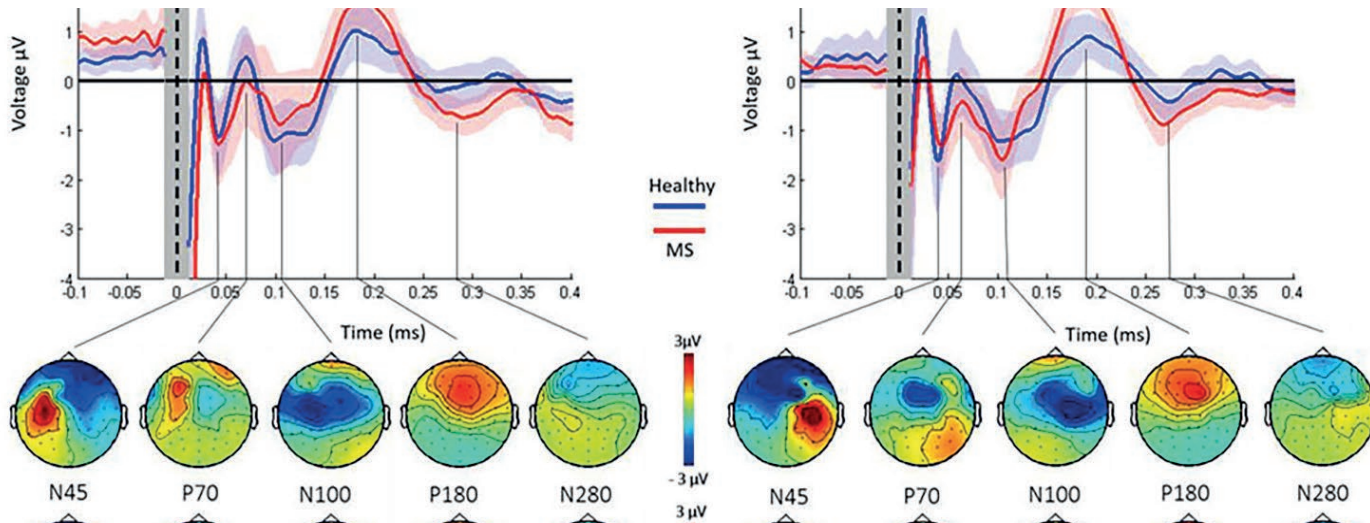 Voltage µV
1
0
-1
-2
-3
-4
-0.1 -0.05 0 0.05 0.1 0.15 0.2 0.25 0.3 0.35 0.4
Time (ms)
Healthy
MS
Voltage µV
1
0
-1
-2
-3
-4
-0.1 -0.05 0 0.05 0.1 0.15 0.2 0.25 0.3 0.35 0.4
Time (ms)
3µV
- 3 µV
3 µV
N45 P70 N100 P180 N280
N45 P70 N100 P180 N280